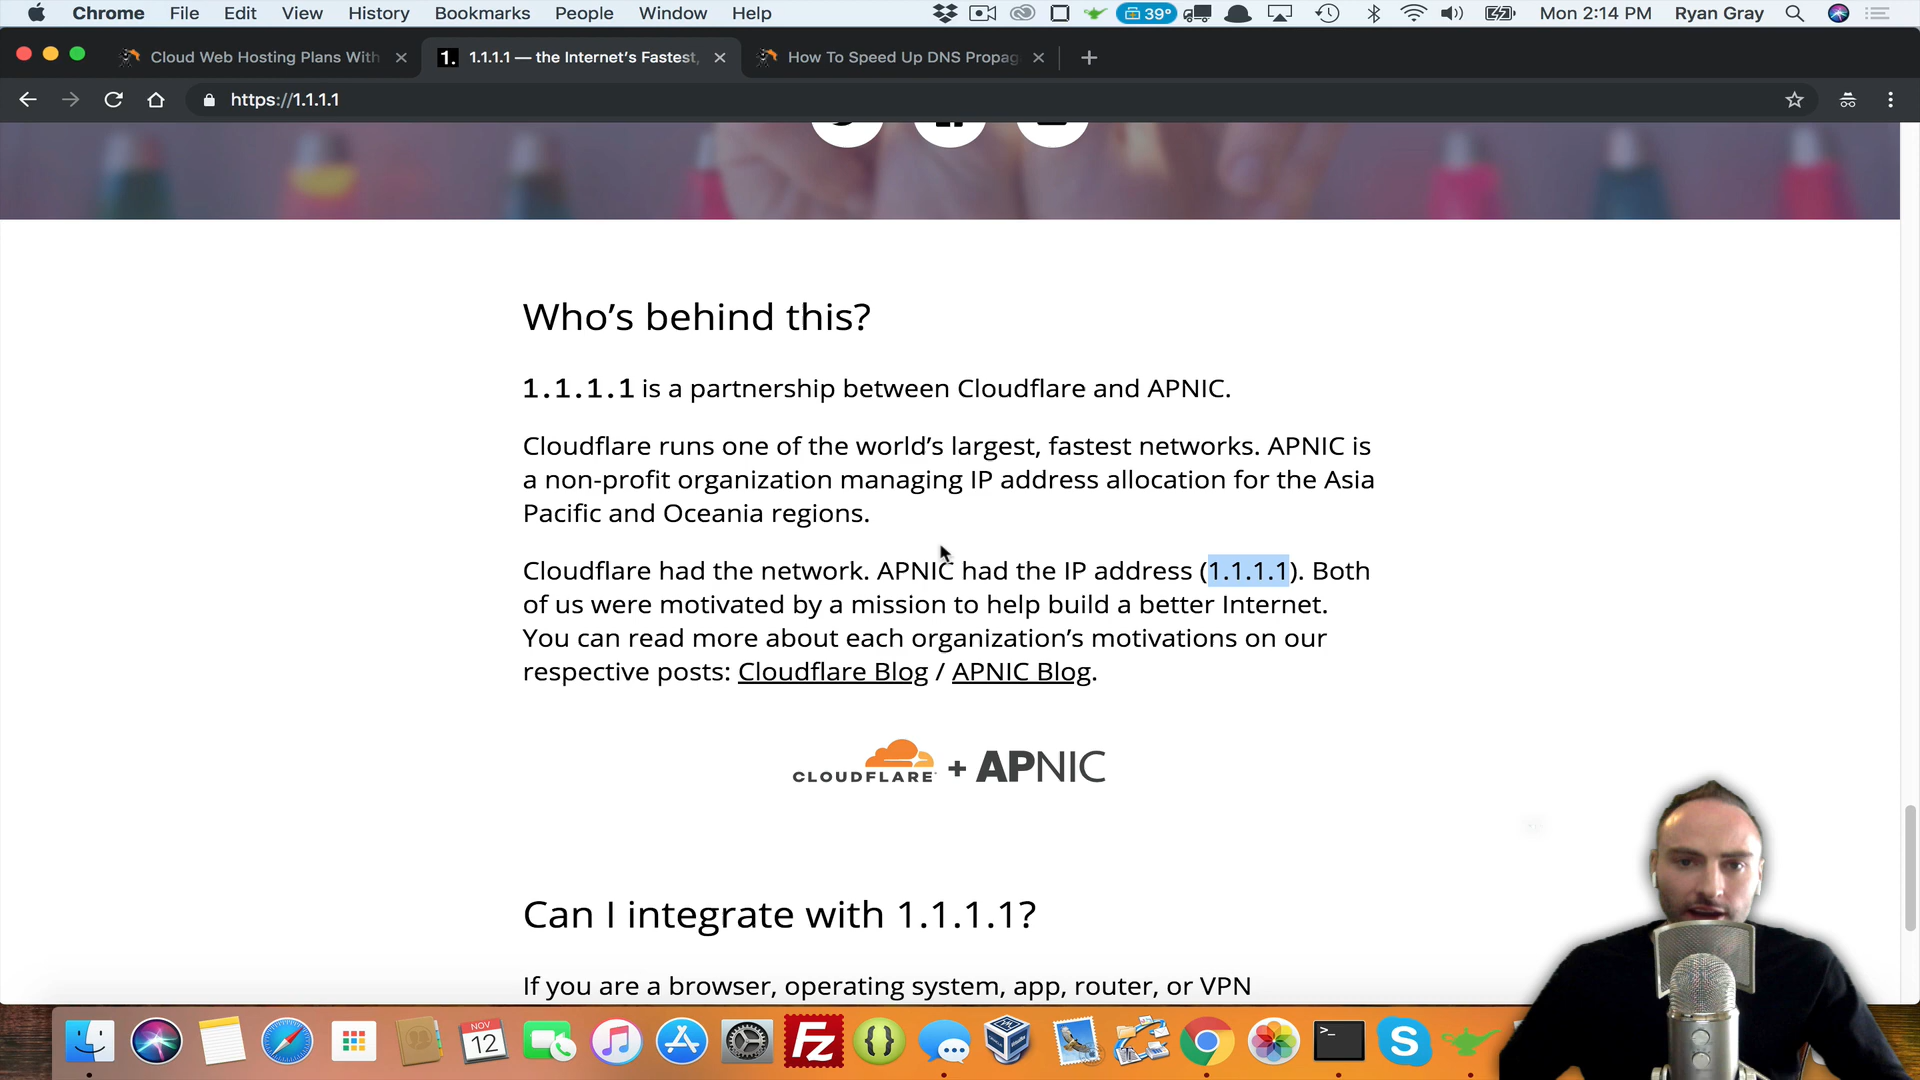 Chrome File Edit View History Bookmarks People Window Help 39° Mon 2:14 PM Ryan Gray
Cloud Web Hosting Plans With
1. 1.1.1.1 — the Internet's Fastest,
How To Speed Up DNS Propag
https://1.1.1.1
Who's behind this?
1.1.1.1 is a partnership between Cloudflare and APNIC.
Cloudflare runs one of the world's largest, fastest networks. APNIC is
a non-profit organization managing IP address allocation for the Asia
Pacific and Oceania regions.
Cloudflare had the network. APNIC had the IP address (1.1.1.1). Both
of us were motivated by a mission to help build a better Internet.
You can read more about each organization's motivations on our
respective posts: Cloudflare Blog / APNIC Blog.
CLOUDFLARE + APNIC
Can I integrate with 1.1.1.1?
If you are a browser, operating system, app, router, or VPN
NOV
12
Fz
{}
>_
S